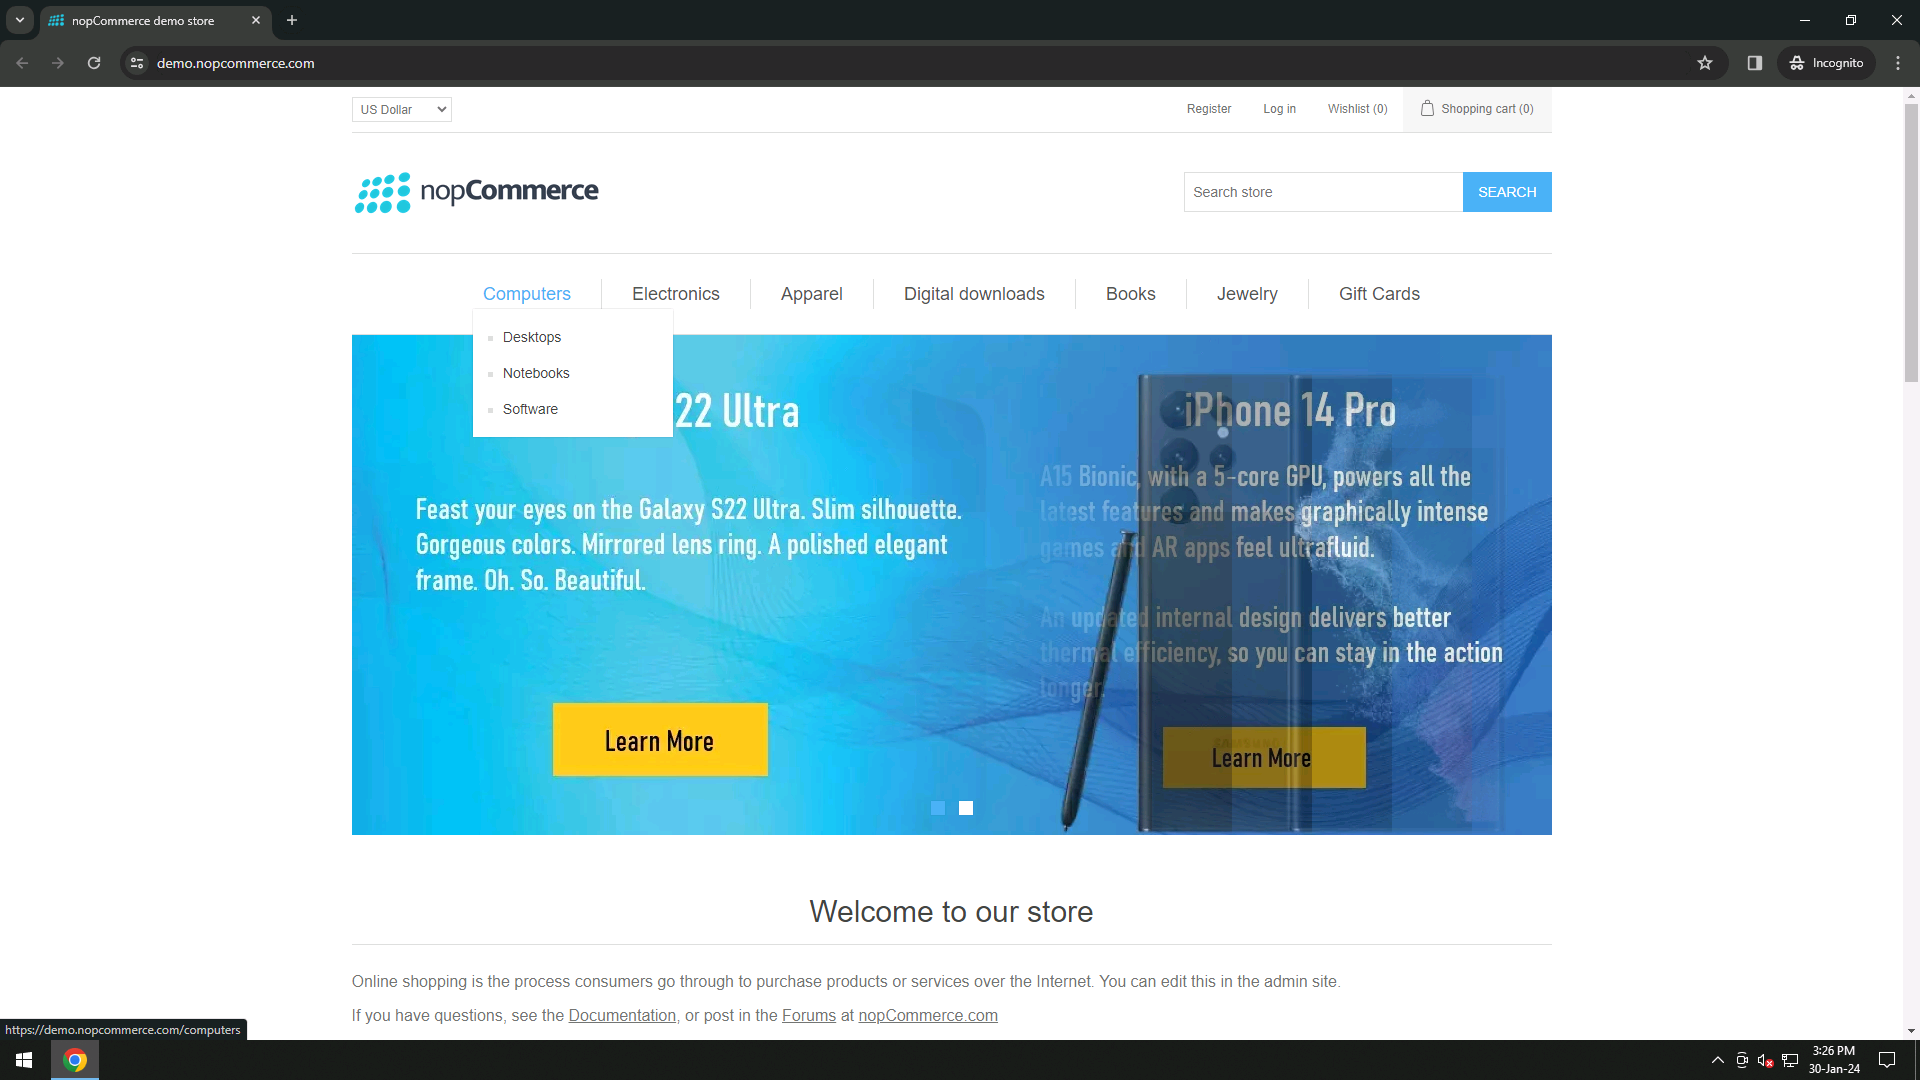 nopCommerce demo store
demo.nopcommerce.com
Incognito
US Dollar
Register
Log in
Wishlist (0)
Shopping cart (0)
nopCommerce
Search store
SEARCH
Computers
Electronics
Apparel
Digital downloads
Books
Jewelry
Gift Cards
Desktops
Notebooks
Software
22 Ultra
Feast your eyes on the Galaxy S22 Ultra. Slim silhouette.
Gorgeous colors. Mirrored lens ring. A polished elegant
frame. Oh. So. Beautiful.
Learn More
iPhone 14 Pro
A15 Bionic, with a 5-core GPU, powers all the
latest features and makes graphically intense
games and AR apps feel ultrafluid.
An updated internal design delivers better
thermal efficiency, so you can stay in the action
longer.
SAMSUNG
Learn More
Welcome to our store
Online shopping is the process consumers go through to purchase products or services over the Internet. You can edit this in the admin site.
If you have questions, see the Documentation, or post in the Forums at nopCommerce.com
https://demo.nopcommerce.com/computers
3:26 PM
30-Jan-24